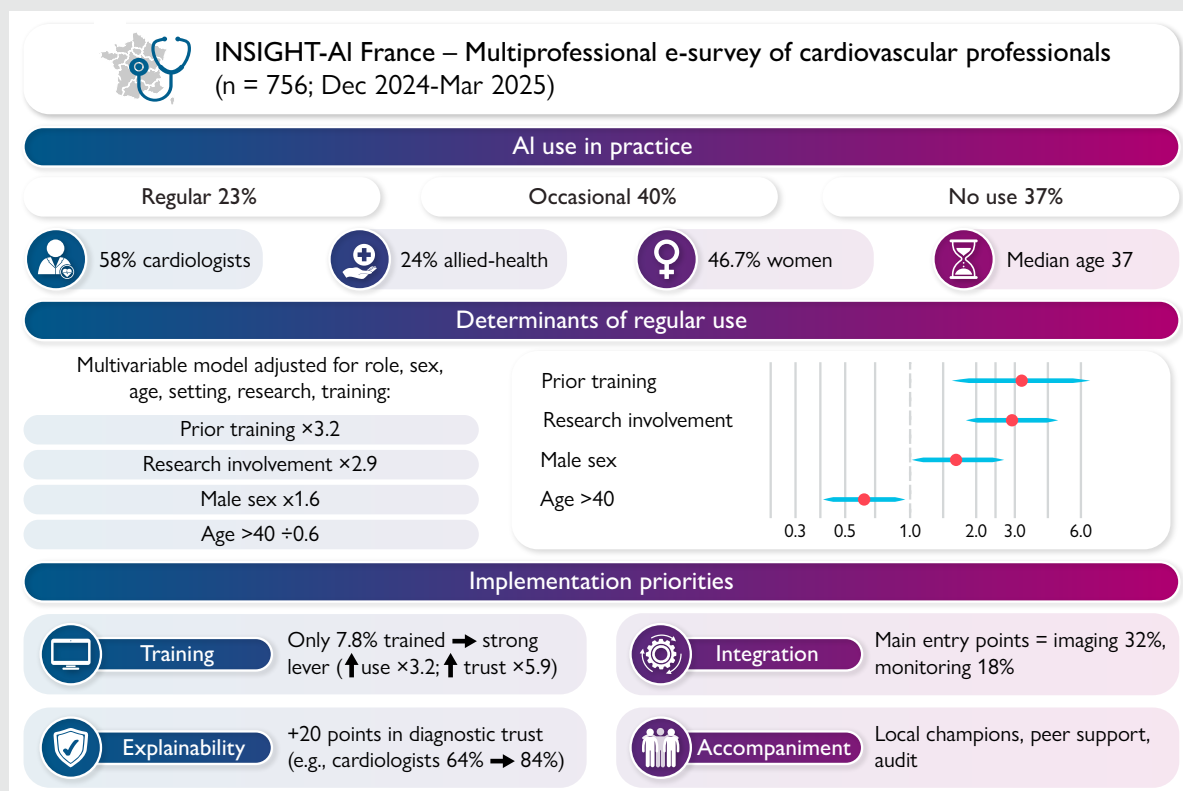 INSIGHT-AI France – Multiprofessional e-survey of cardiovascular professionals
(n = 756; Dec 2024-Mar 2025)
AI use in practice
Regular 23%
Occasional 40%
No use 37%
58% cardiologists
24% allied-health
46.7% women
Median age 37
Determinants of regular use
Multivariable model adjusted for role, sex,
age, setting, research, training:
Prior training ×3.2
Research involvement ×2.9
Male sex x1.6
Age >40 ÷0.6
Prior training
Research involvement
Male sex
Age >40
0.3 0.5 1.0 2.0 3.0 6.0
Implementation priorities
Training
Only 7.8% trained ➡ strong
lever (⬆use ×3.2; ⬆ trust ×5.9)
Integration
Main entry points = imaging 32%,
monitoring 18%
Explainability
+20 points in diagnostic trust
(e.g., cardiologists 64% ➡ 84%)
Accompaniment
Local champions, peer support,
audit